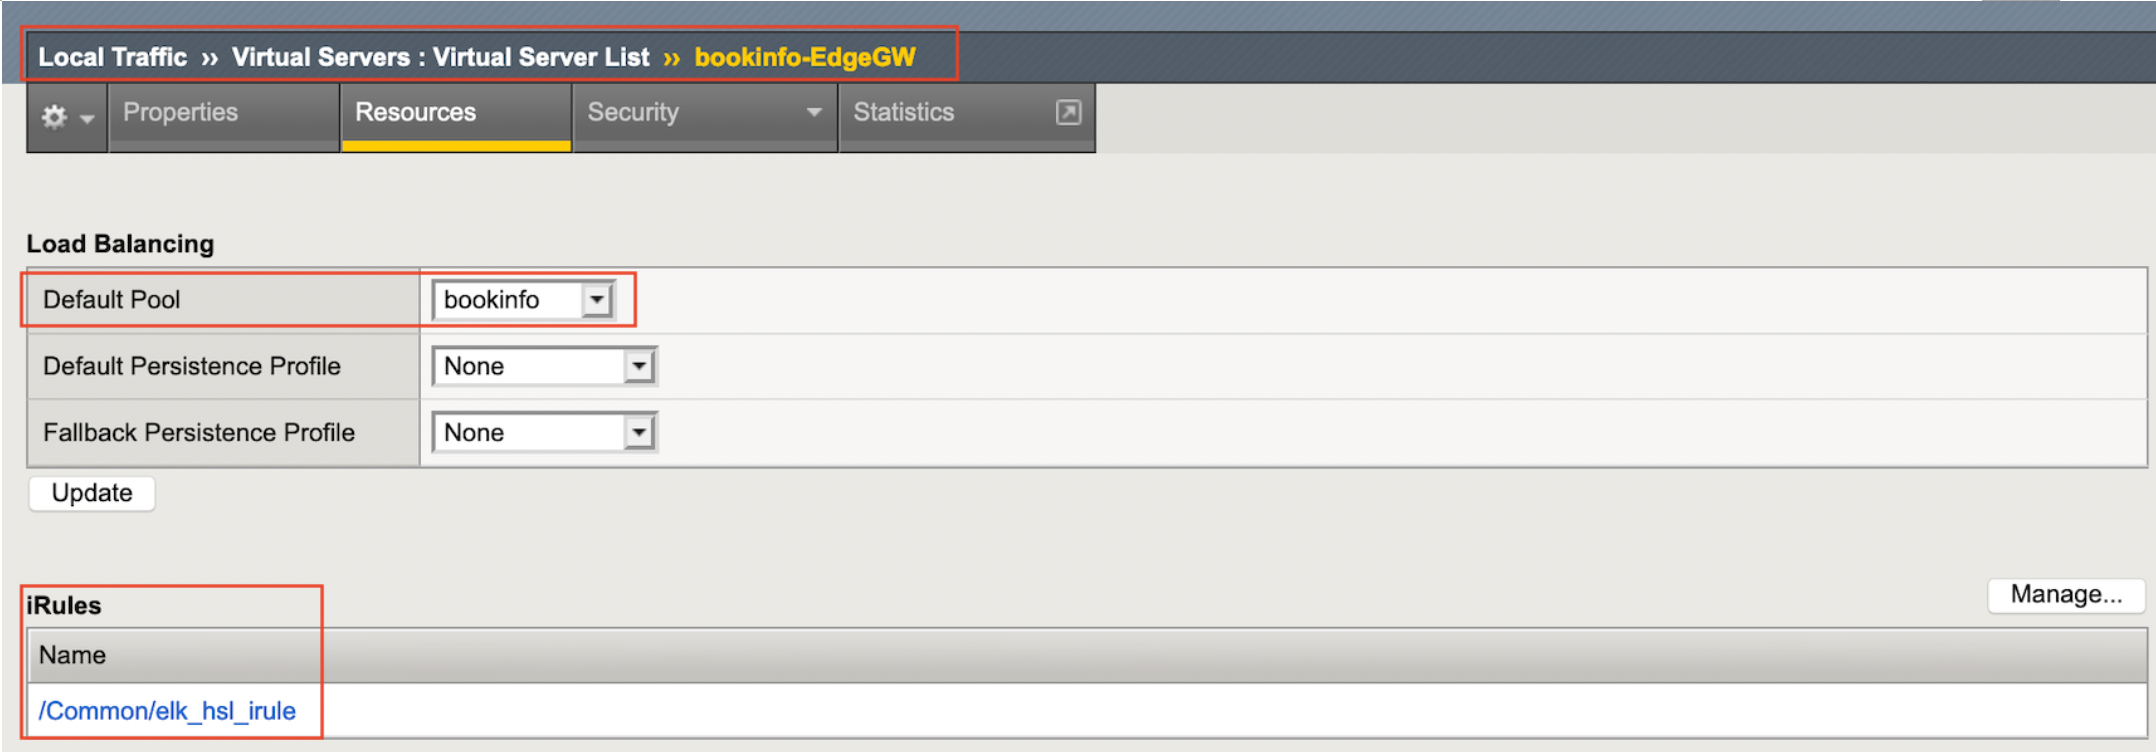 Local Traffic ›› Virtual Servers : Virtual Server List ›› bookinfo-EdgeGW
Properties Resources Security Statistics
Load Balancing
Default Pool bookinfo
Default Persistence Profile None
Fallback Persistence Profile None
Update
iRules Manage...
Name
/Common/elk_hsl_irule